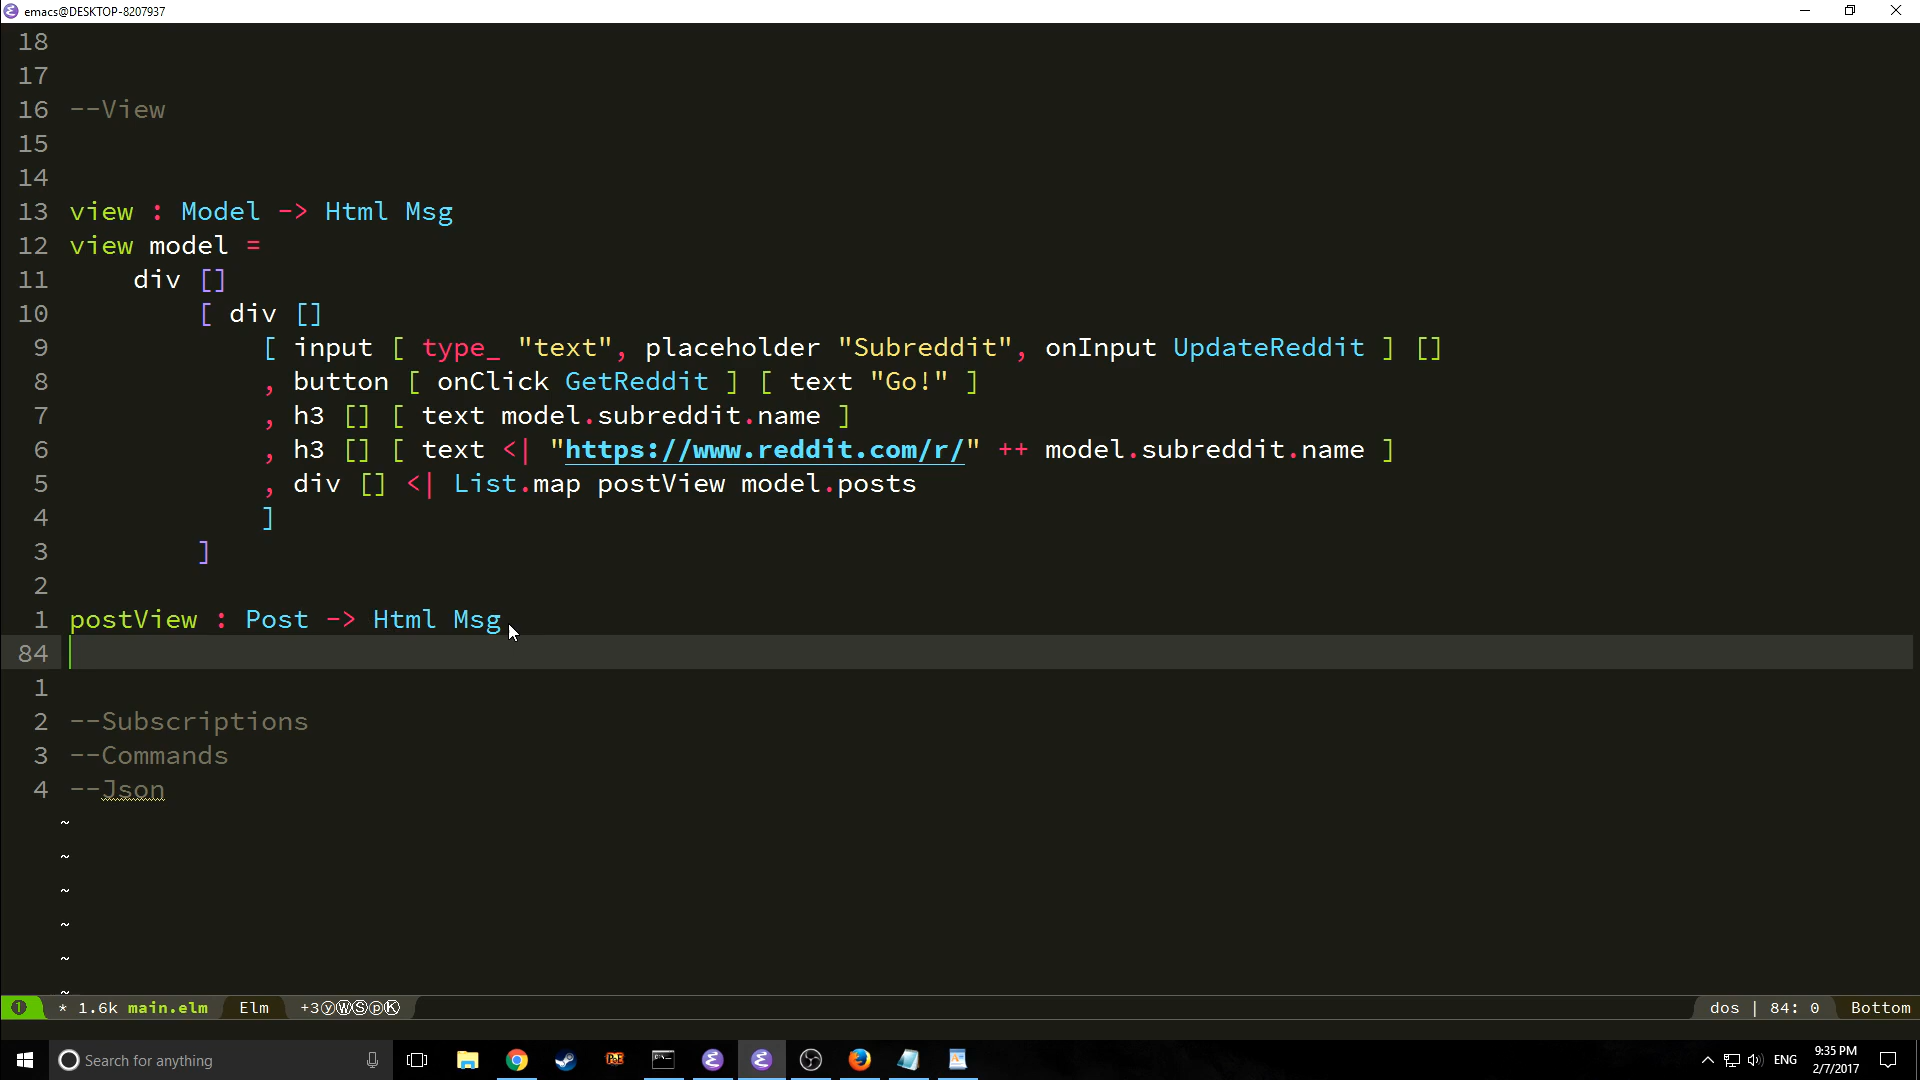 emacs@DESKTOP-8207937
18
17
16 --View
15
14
13 view : Model -> Html Msg
12 view model =
11 div []
10 [ div []
9 [ input [ type_ "text", placeholder "Subreddit", onInput UpdateReddit ] []
8 , button [ onClick GetReddit ] [ text "Go!" ]
7 , h3 [] [ text model.subreddit.name ]
6 , h3 [] [ text <| "https://www.reddit.com/r/" ++ model.subreddit.name ]
5 , div [] <| List.map postView model.posts
4 ]
3 ]
2
1 postView : Post -> Html Msg
84
1
2 --Subscriptions
3 --Commands
4 --Json
~
~
~
~
~
~
① * 1.6k main.elm Elm +3ⓨⓌⓈⓟⓀ dos | 84: 0 Bottom
Search for anything PoE ENG 9:35 PM
2/7/2017